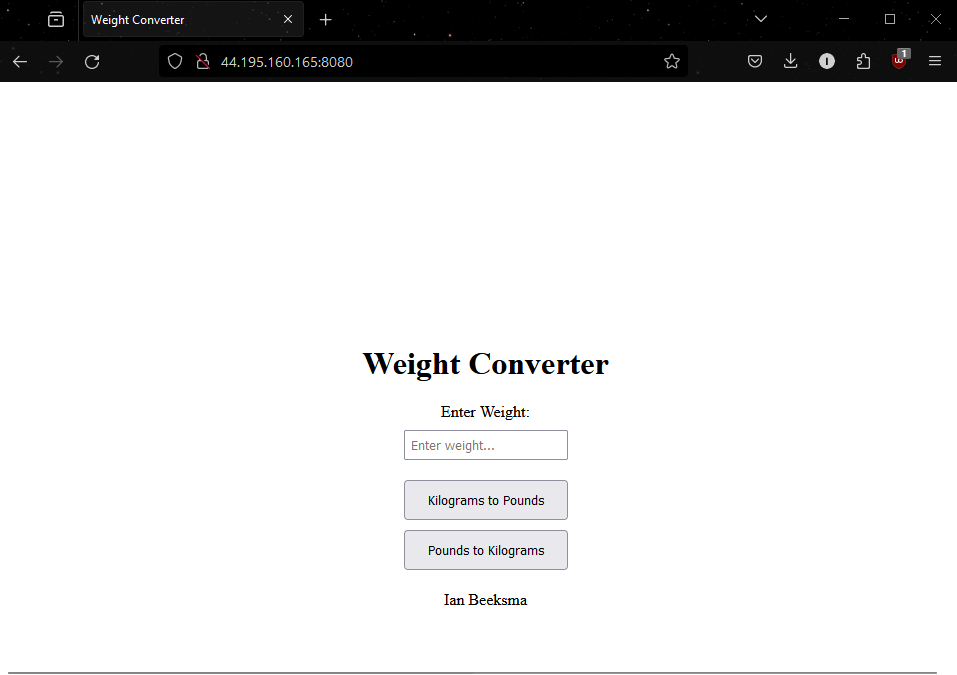 Weight Converter
44.195.160.165:8080
1
Weight Converter
Enter Weight:
Enter weight...
Kilograms to Pounds
Pounds to Kilograms
Ian Beeksma